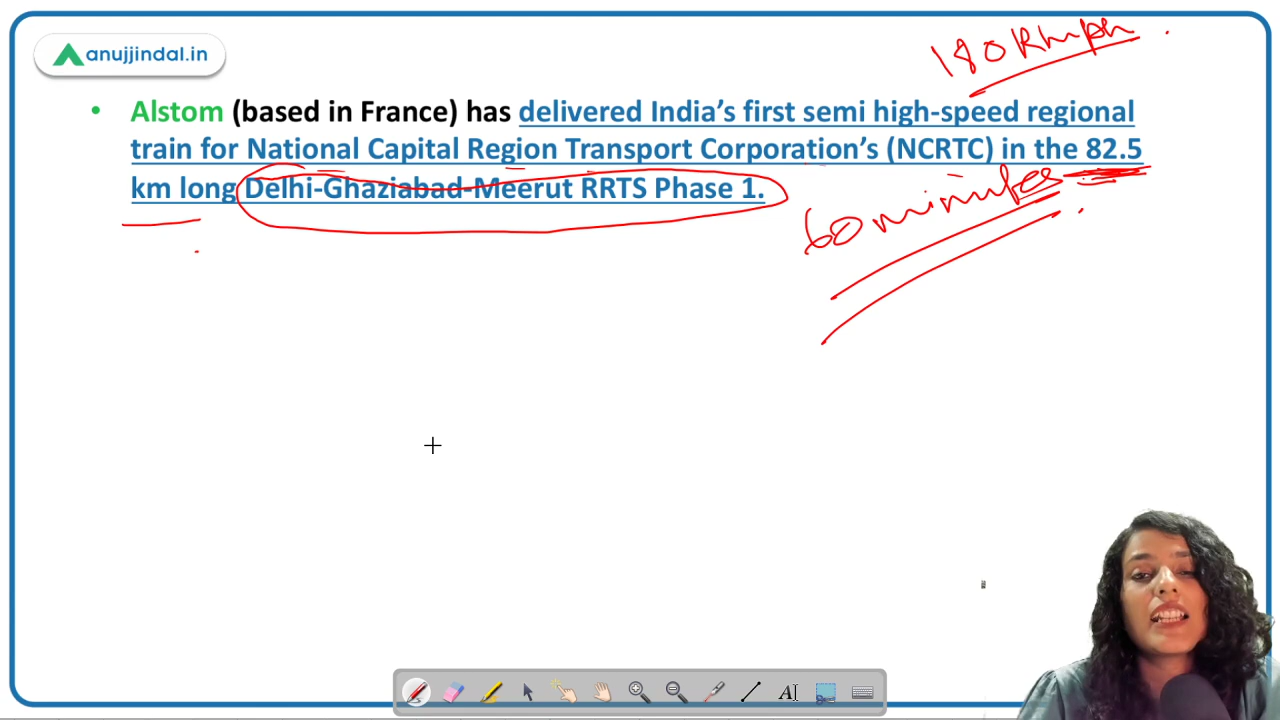 180 Kmph
anujjindal.in
• Alstom (based in France) has delivered India's first semi high-speed regional
train for National Capital Region Transport Corporation's (NCRTC) in the 82.5
km long Delhi-Ghaziabad-Meerut RRTS Phase 1.
60 minutes
A